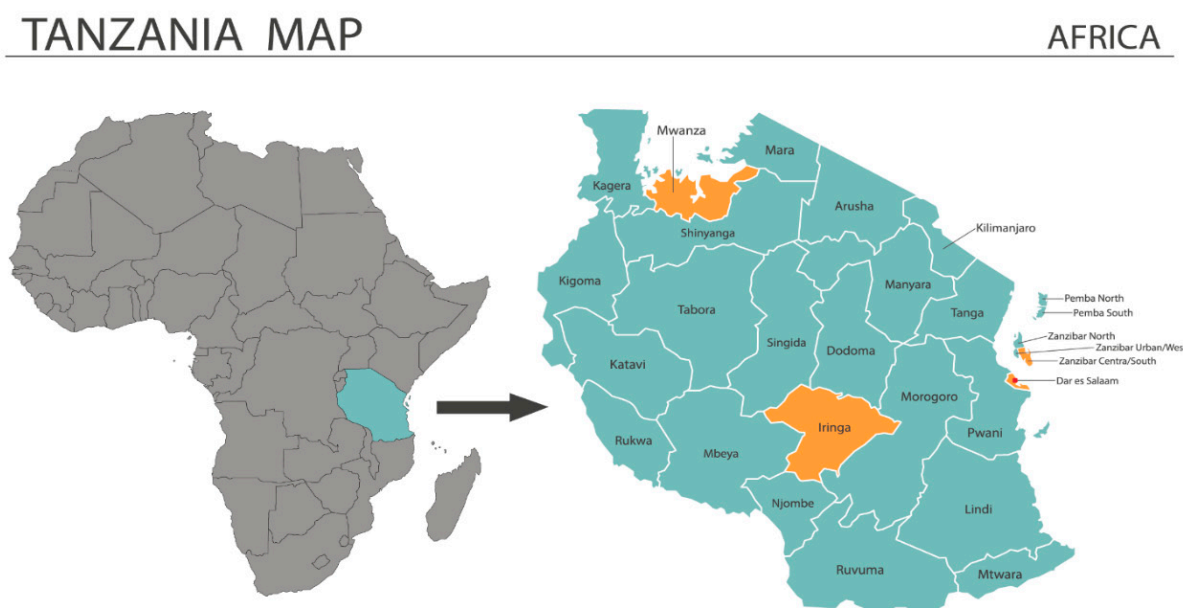 TANZANIA MAP
AFRICA
Mwanza
Mara
Kagera
Arusha
Shinyanga
Kilimanjaro
Kigoma
Manyara
Tabora
Tanga
Pemba North
Pemba South
Zanzibar North
Singida
Dodoma
Zanzibar Urban/Wes
Zanzibar Centra/South
Katavi
Dar es Salaam
Morogoro
Iringa
Pwani
Rukwa
Mbeya
Njombe
Lindi
Ruvuma
Mtwara